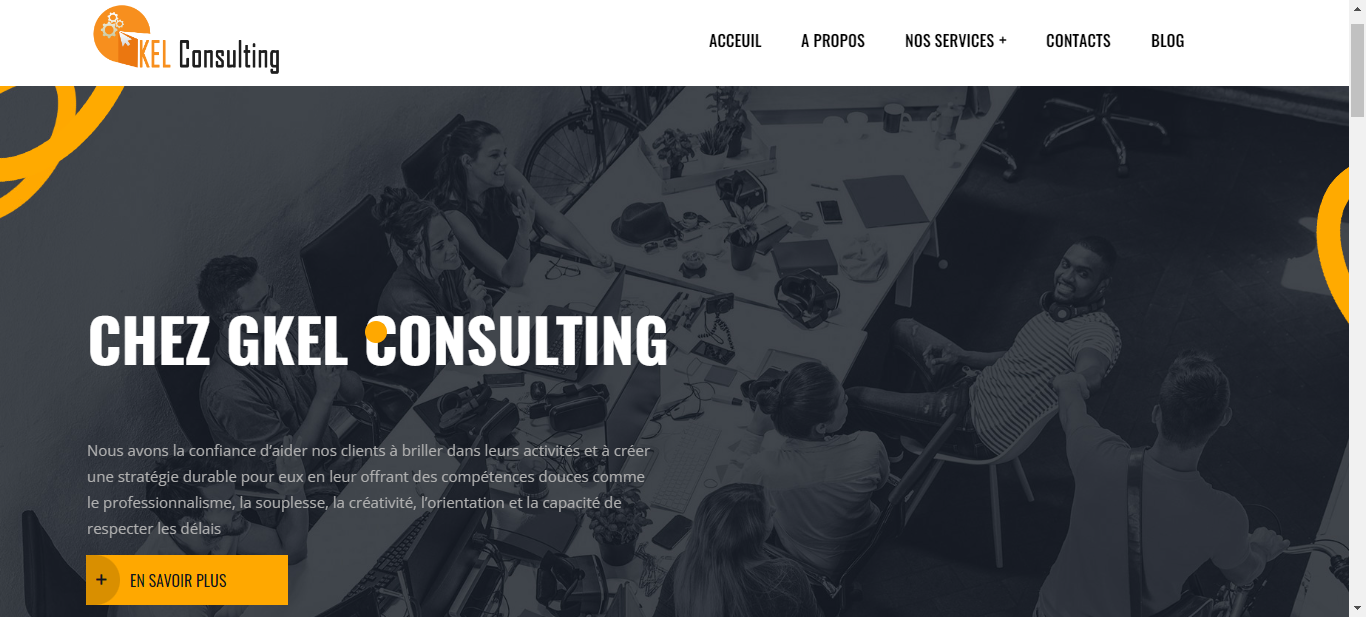 KEL Consulting
ACCEUIL
A PROPOS
NOS SERVICES +
CONTACTS
BLOG
CHEZ GKEL CONSULTING
Nous avons la confiance d’aider nos clients à briller dans leurs activités et à créer
une stratégie durable pour eux en leur offrant des compétences douces comme
le professionnalisme, la souplesse, la créativité, l’orientation et la capacité de
respecter les délais
+ EN SAVOIR PLUS